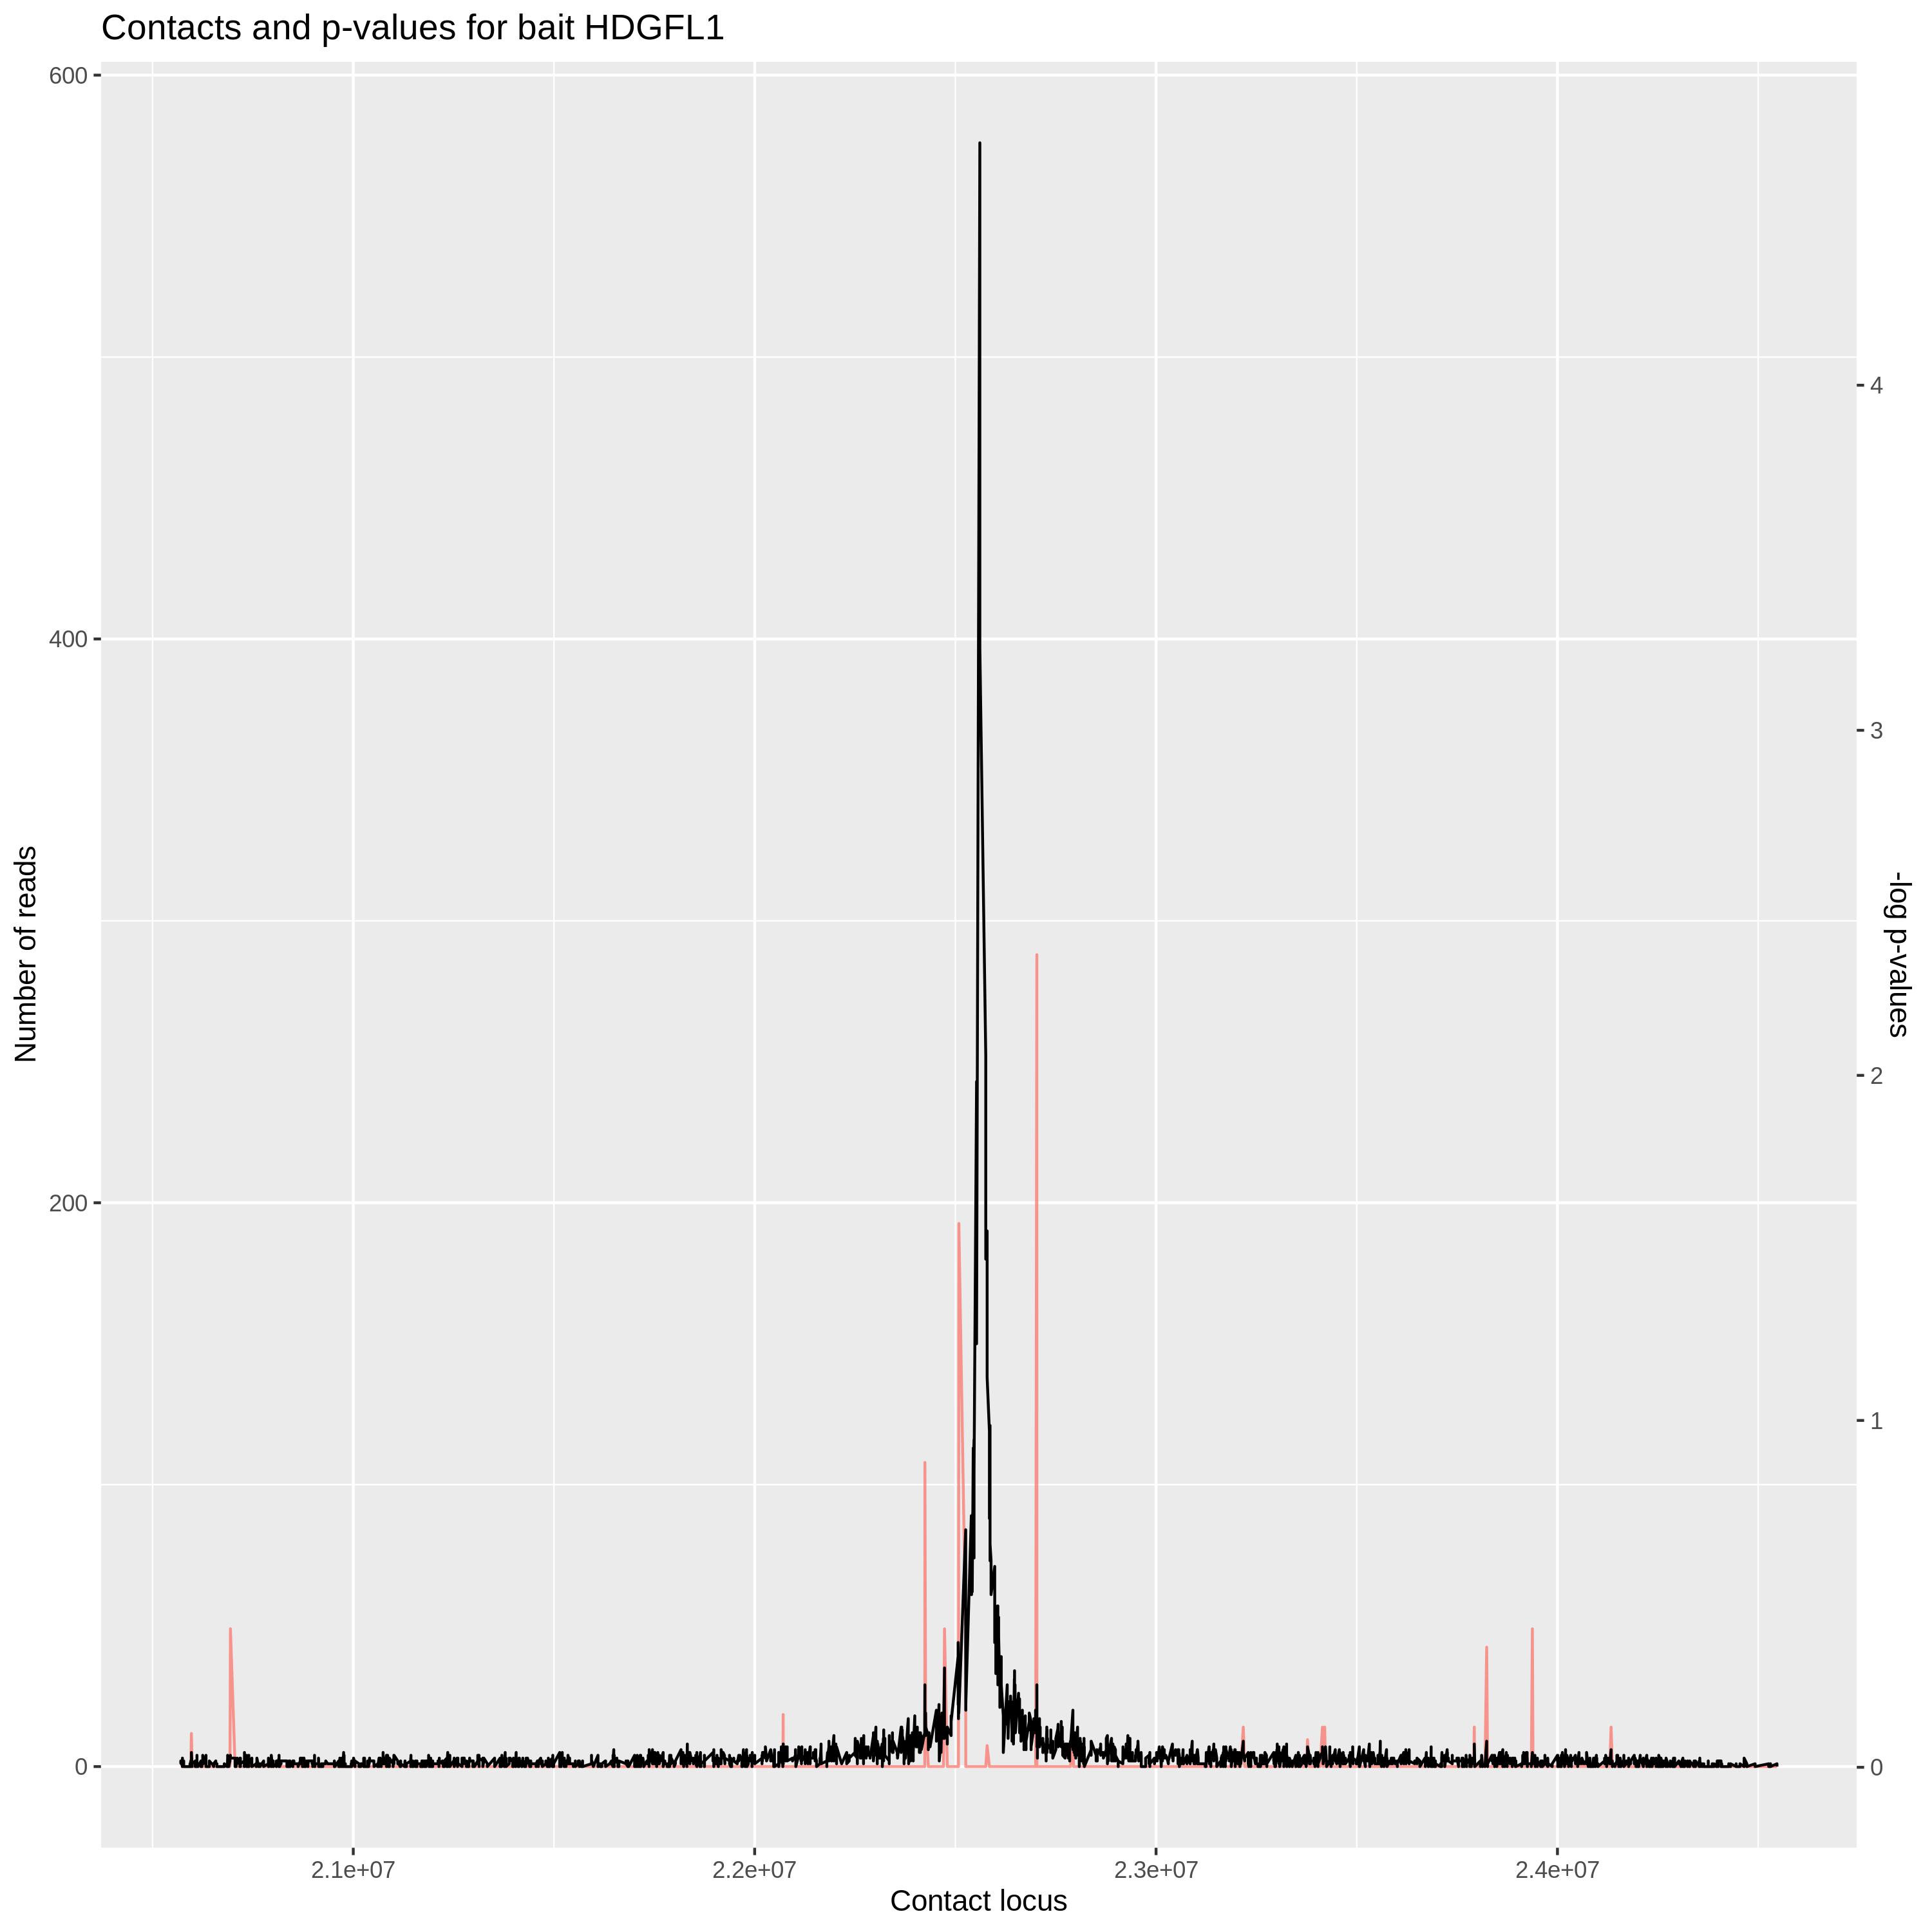 Contacts and p-values for bait HDGFL1
600
400
200
0
Number of reads
4
3
2
1
0
-log p-values
2.1e+07
2.2e+07
2.3e+07
2.4e+07
Contact locus